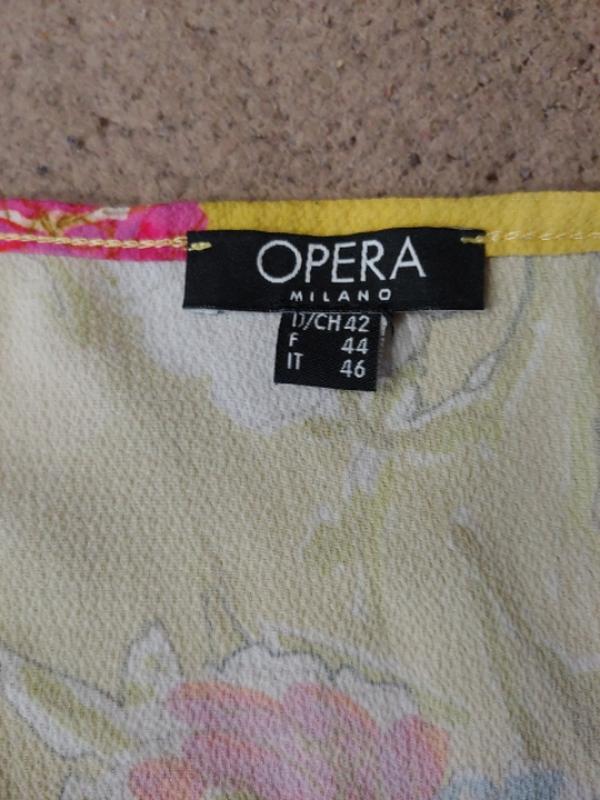 OPERA
MILANO
D/CH 42
F 44
IT 46